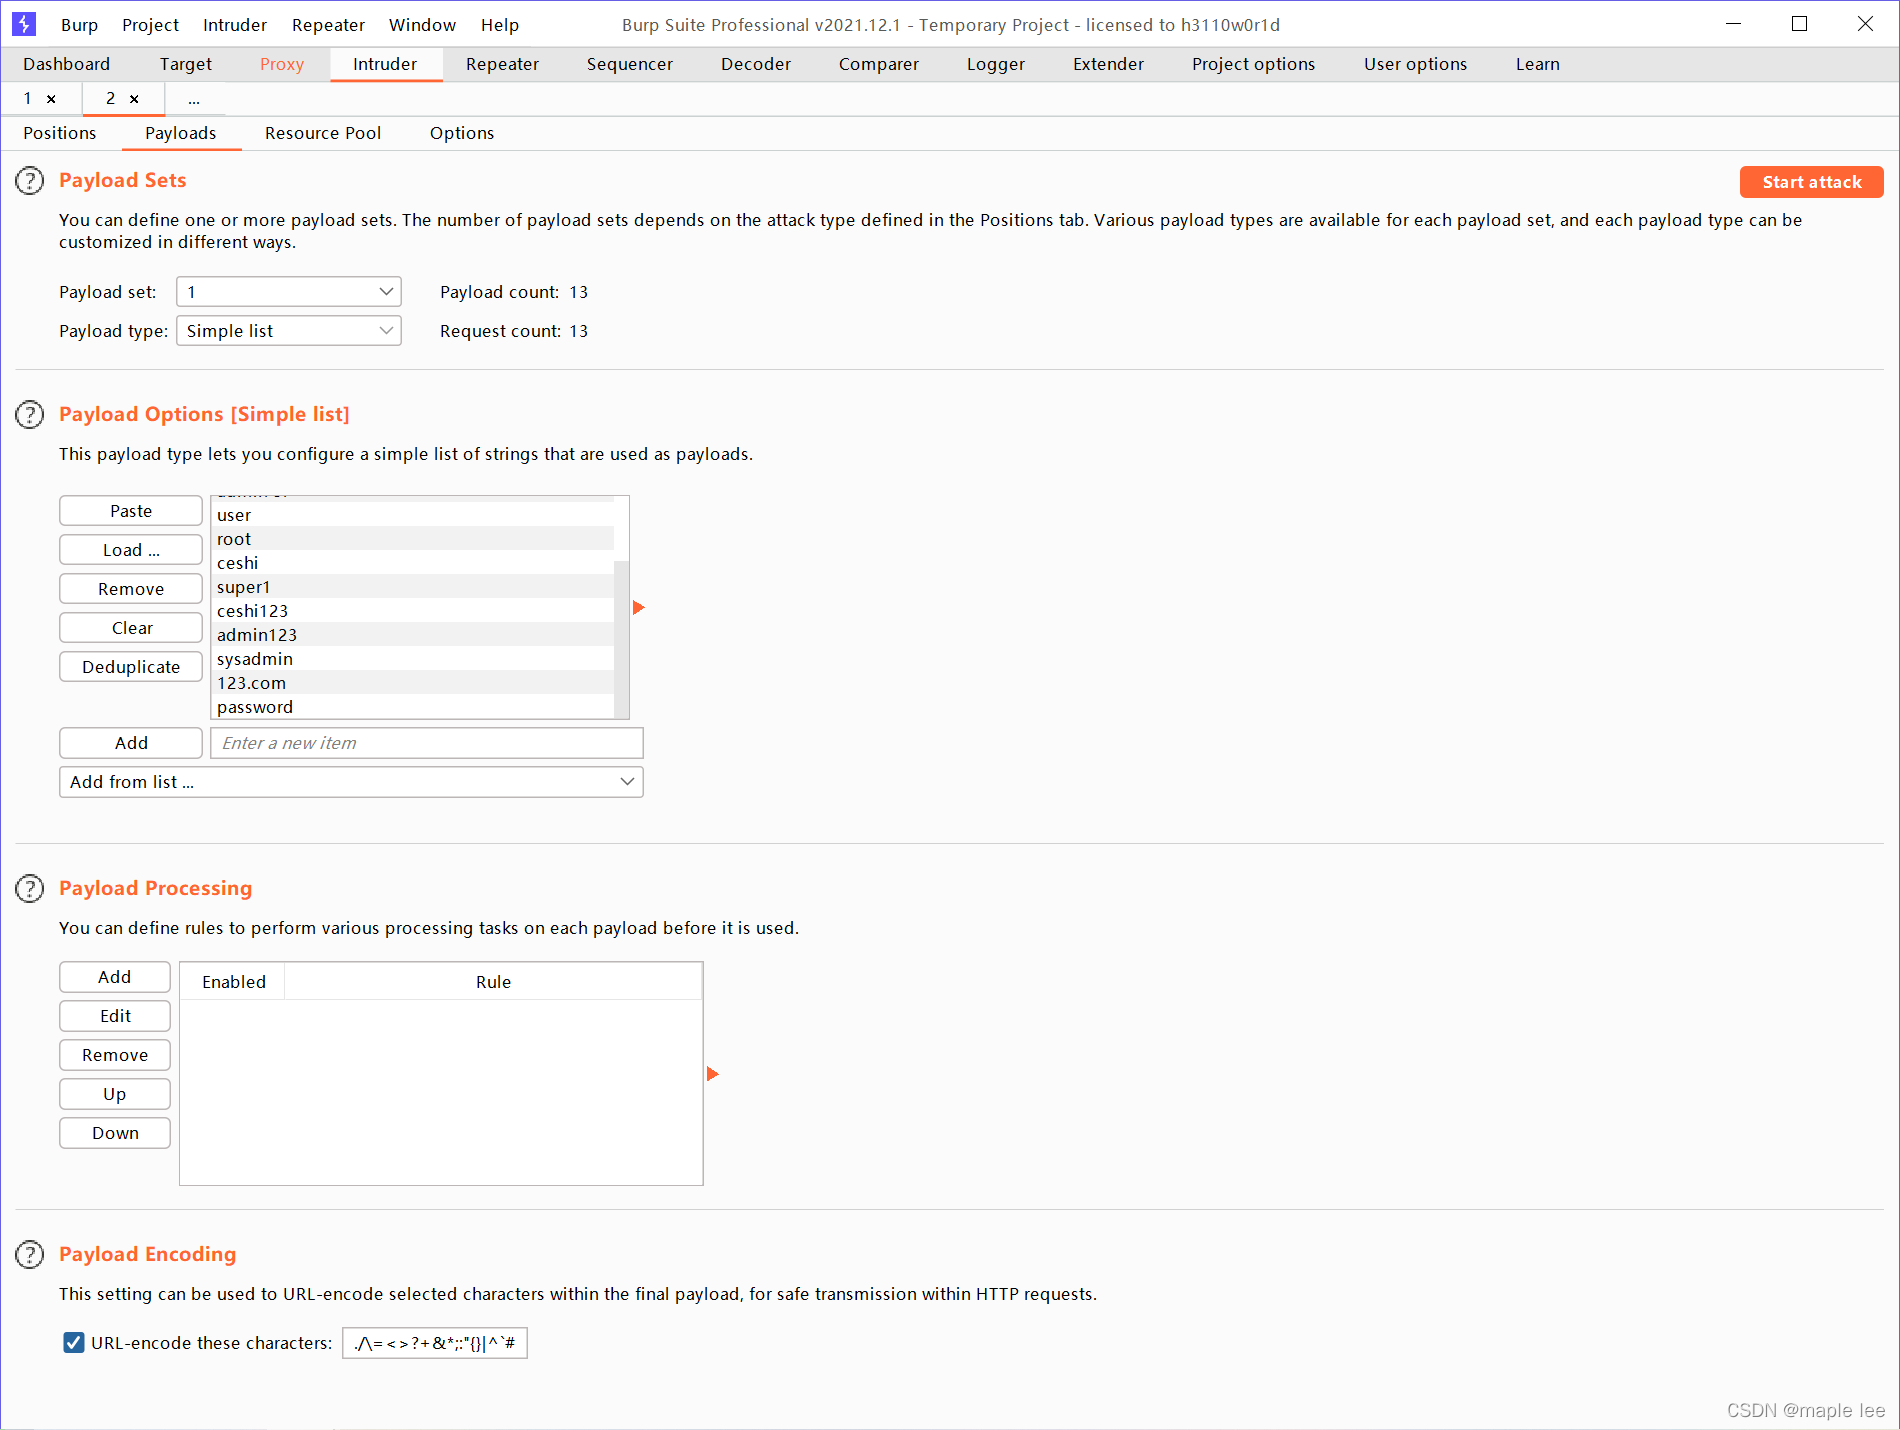 Burp Project Intruder Repeater Window Help Burp Suite Professional v2021.12.1 - Temporary Project - licensed to h3110w0r1d
Dashboard Target Proxy Intruder Repeater Sequencer Decoder Comparer Logger Extender Project options User options Learn
1 × 2 × ...
Positions Payloads Resource Pool Options
? Payload Sets
Start attack
You can define one or more payload sets. The number of payload sets depends on the attack type defined in the Positions tab. Various payload types are available for each payload set, and each payload type can be
customized in different ways.
Payload set: 1 Payload count: 13
Payload type: Simple list Request count: 13
? Payload Options [Simple list]
This payload type lets you configure a simple list of strings that are used as payloads.
Paste
Load ...
Remove
Clear
Deduplicate
user
root
ceshi
super1
ceshi123
admin123
sysadmin
123.com
password
Add Enter a new item
Add from list ...
? Payload Processing
You can define rules to perform various processing tasks on each payload before it is used.
Add
Edit
Remove
Up
Down
Enabled Rule
? Payload Encoding
This setting can be used to URL-encode selected characters within the final payload, for safe transmission within HTTP requests.
URL-encode these characters: ./\=<>?+&*;:"{}|^`#
CSDN @maple lee